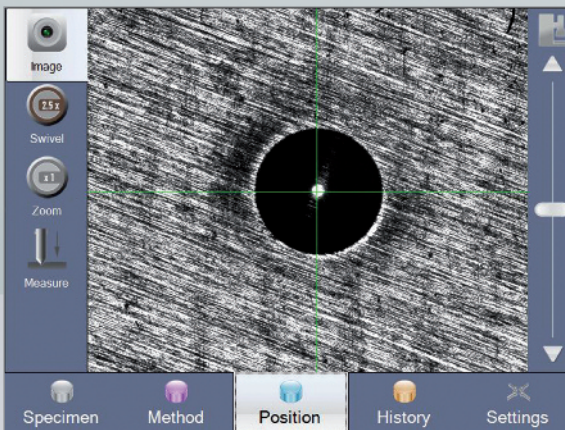 Image
2.5x
Swivel
x1
Zoom
Measure
Specimen Method Position History Settings